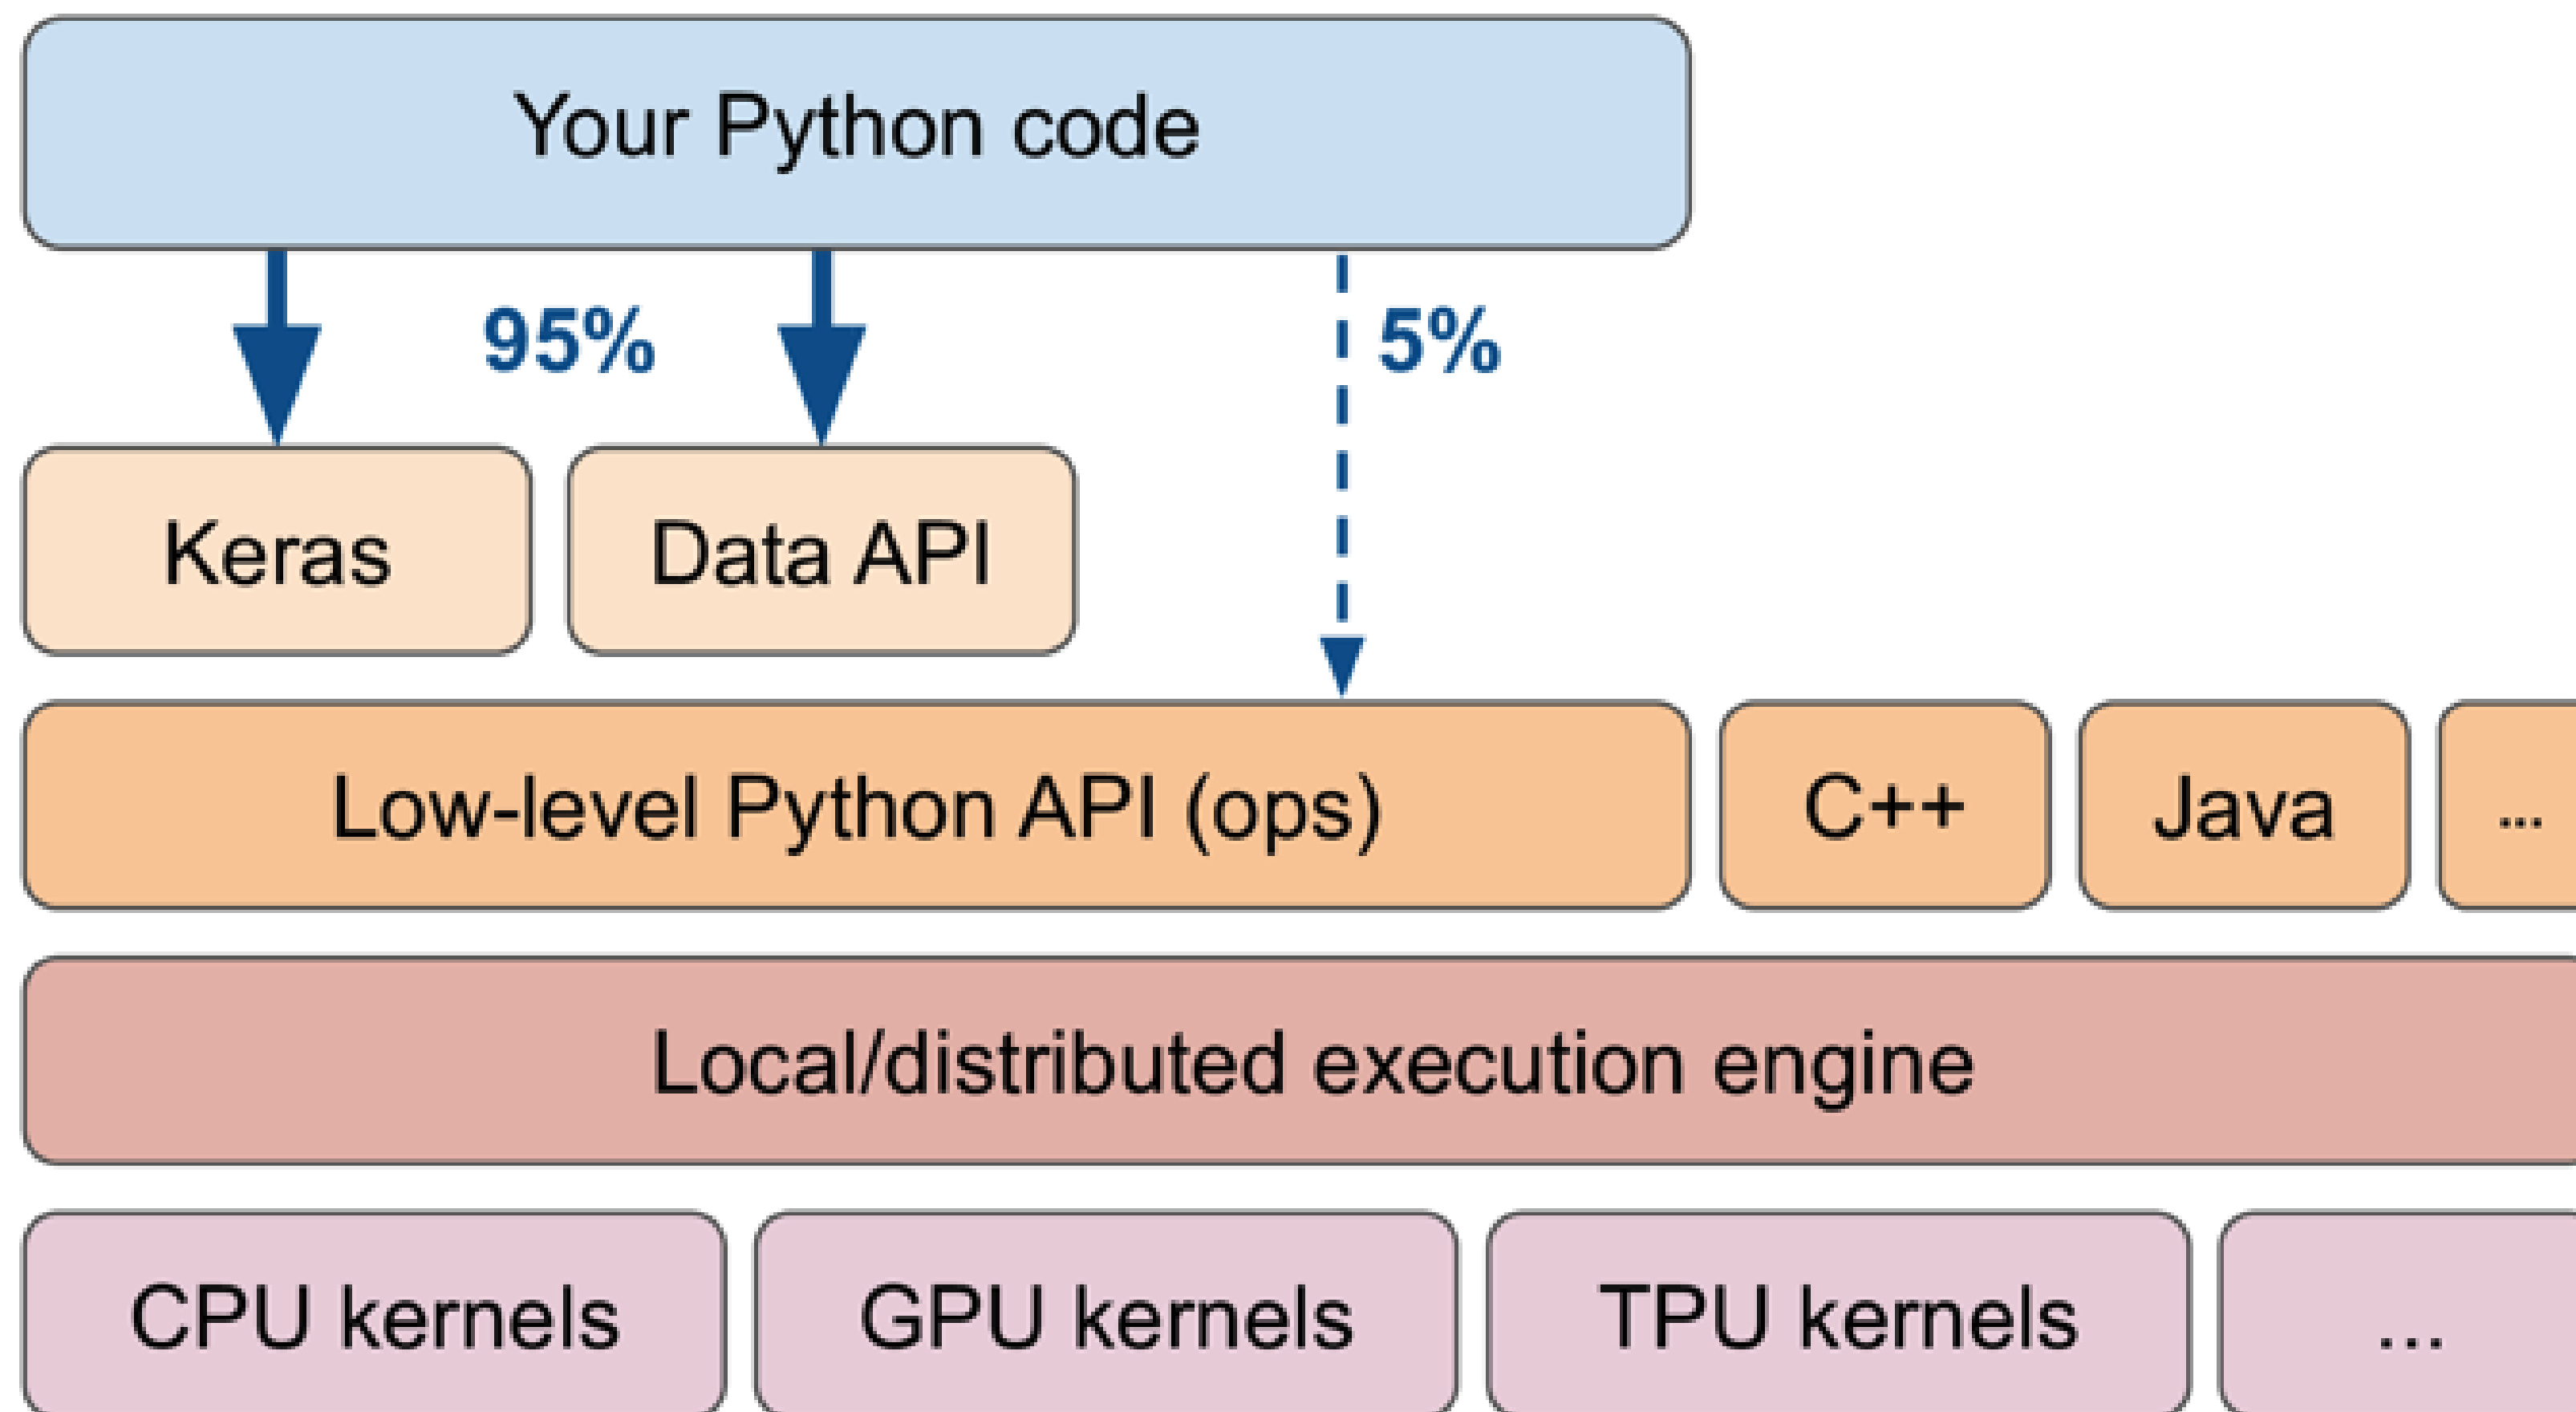 Your Python code
95%
5%
Keras
Data API
Low-level Python API (ops)
C++
Java
...
Local/distributed execution engine
CPU kernels
GPU kernels
TPU kernels
...